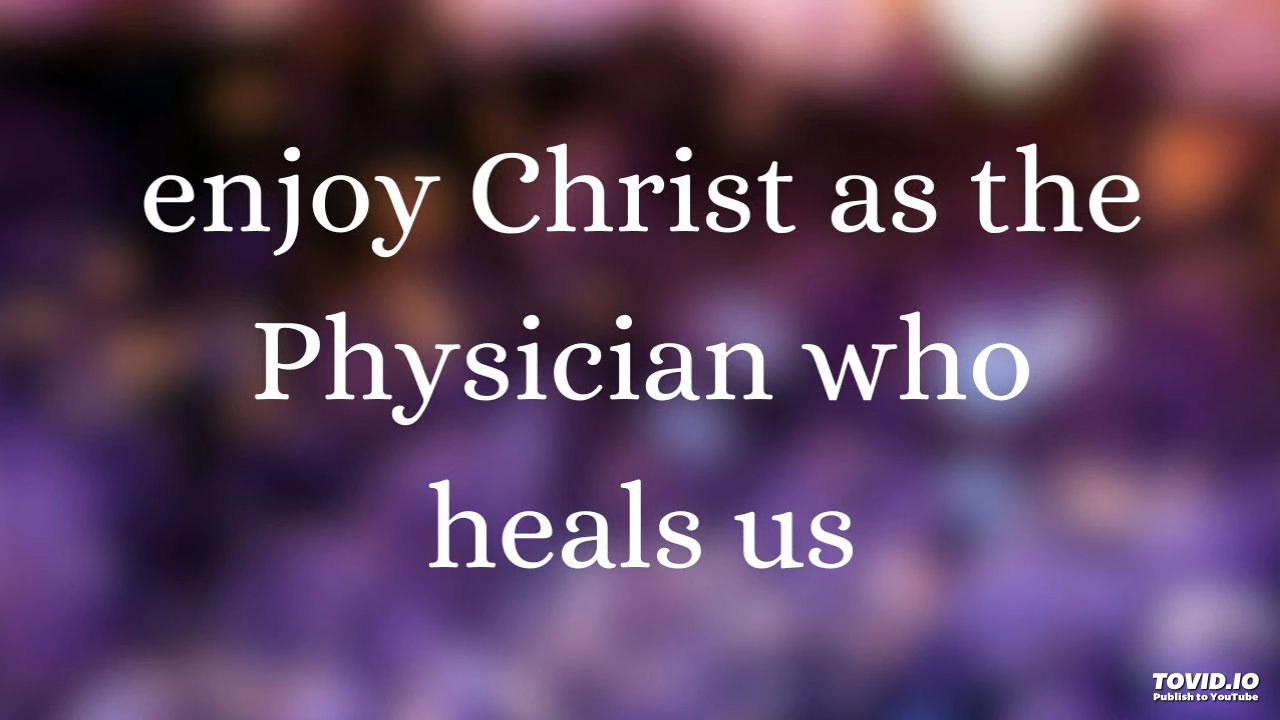 enjoy Christ as the
Physician who
heals us
TOVID.IO
Publish to YouTube